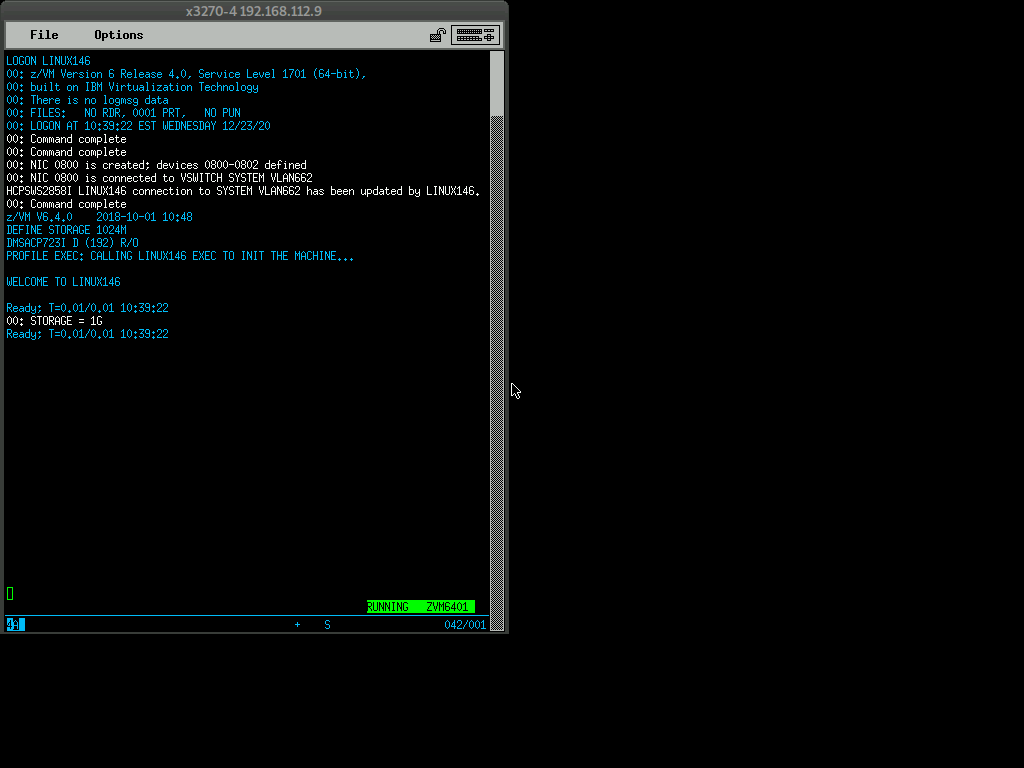 x3270-4 192.168.112.9
File Options
LOGON LINUX146
00: z/VM Version 6 Release 4.0, Service Level 1701 (64-bit),
00: built on IBM Virtualization Technology
00: There is no logmsg data
00: FILES:   NO RDR, 0001 PRT,   NO PUN
00: LOGON AT 10:39:22 EST WEDNESDAY 12/23/20
00: Command complete
00: Command complete
00: NIC 0800 is created; devices 0800-0802 defined
00: NIC 0800 is connected to VSWITCH SYSTEM VLAN662
HCPSWS2858I LINUX146 connection to SYSTEM VLAN662 has been updated by LINUX146.
00: Command complete
z/VM V6.4.0    2018-10-01 10:48
DEFINE STORAGE 1024M
DMSACP723I D (192) R/O
PROFILE EXEC: CALLING LINUX146 EXEC TO INIT THE MACHINE...
WELCOME TO LINUX146
Ready; T=0.01/0.01 10:39:22
00: STORAGE = 1G
Ready; T=0.01/0.01 10:39:22
RUNNING   ZVM6401
4A + S 042/001